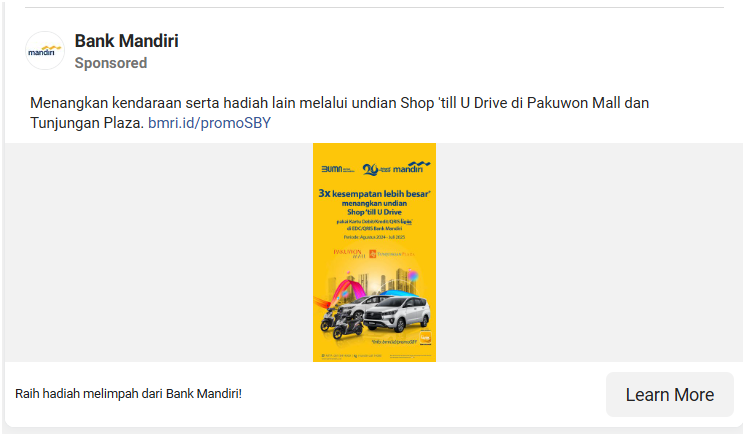 mandiri
Bank Mandiri
Sponsored
Menangkan kendaraan serta hadiah lain melalui undian Shop 'till U Drive di Pakuwon Mall dan
Tunjungan Plaza. bmri.id/promoSBY
BUMN
mandiri
3x kesempatan lebih besar*
menangkan undian
Shop 'till U Drive
pakai Kartu Debit/Kredit/QRIS livin'
di EDC/QRIS Bank Mandiri
Periode: Agustus 2024 - Juli 2025
PAKUWON MALL
TUNJUNGAN PLAZA
*Info: bmri.id/promoSBY
Raih hadiah melimpah dari Bank Mandiri!
Learn More